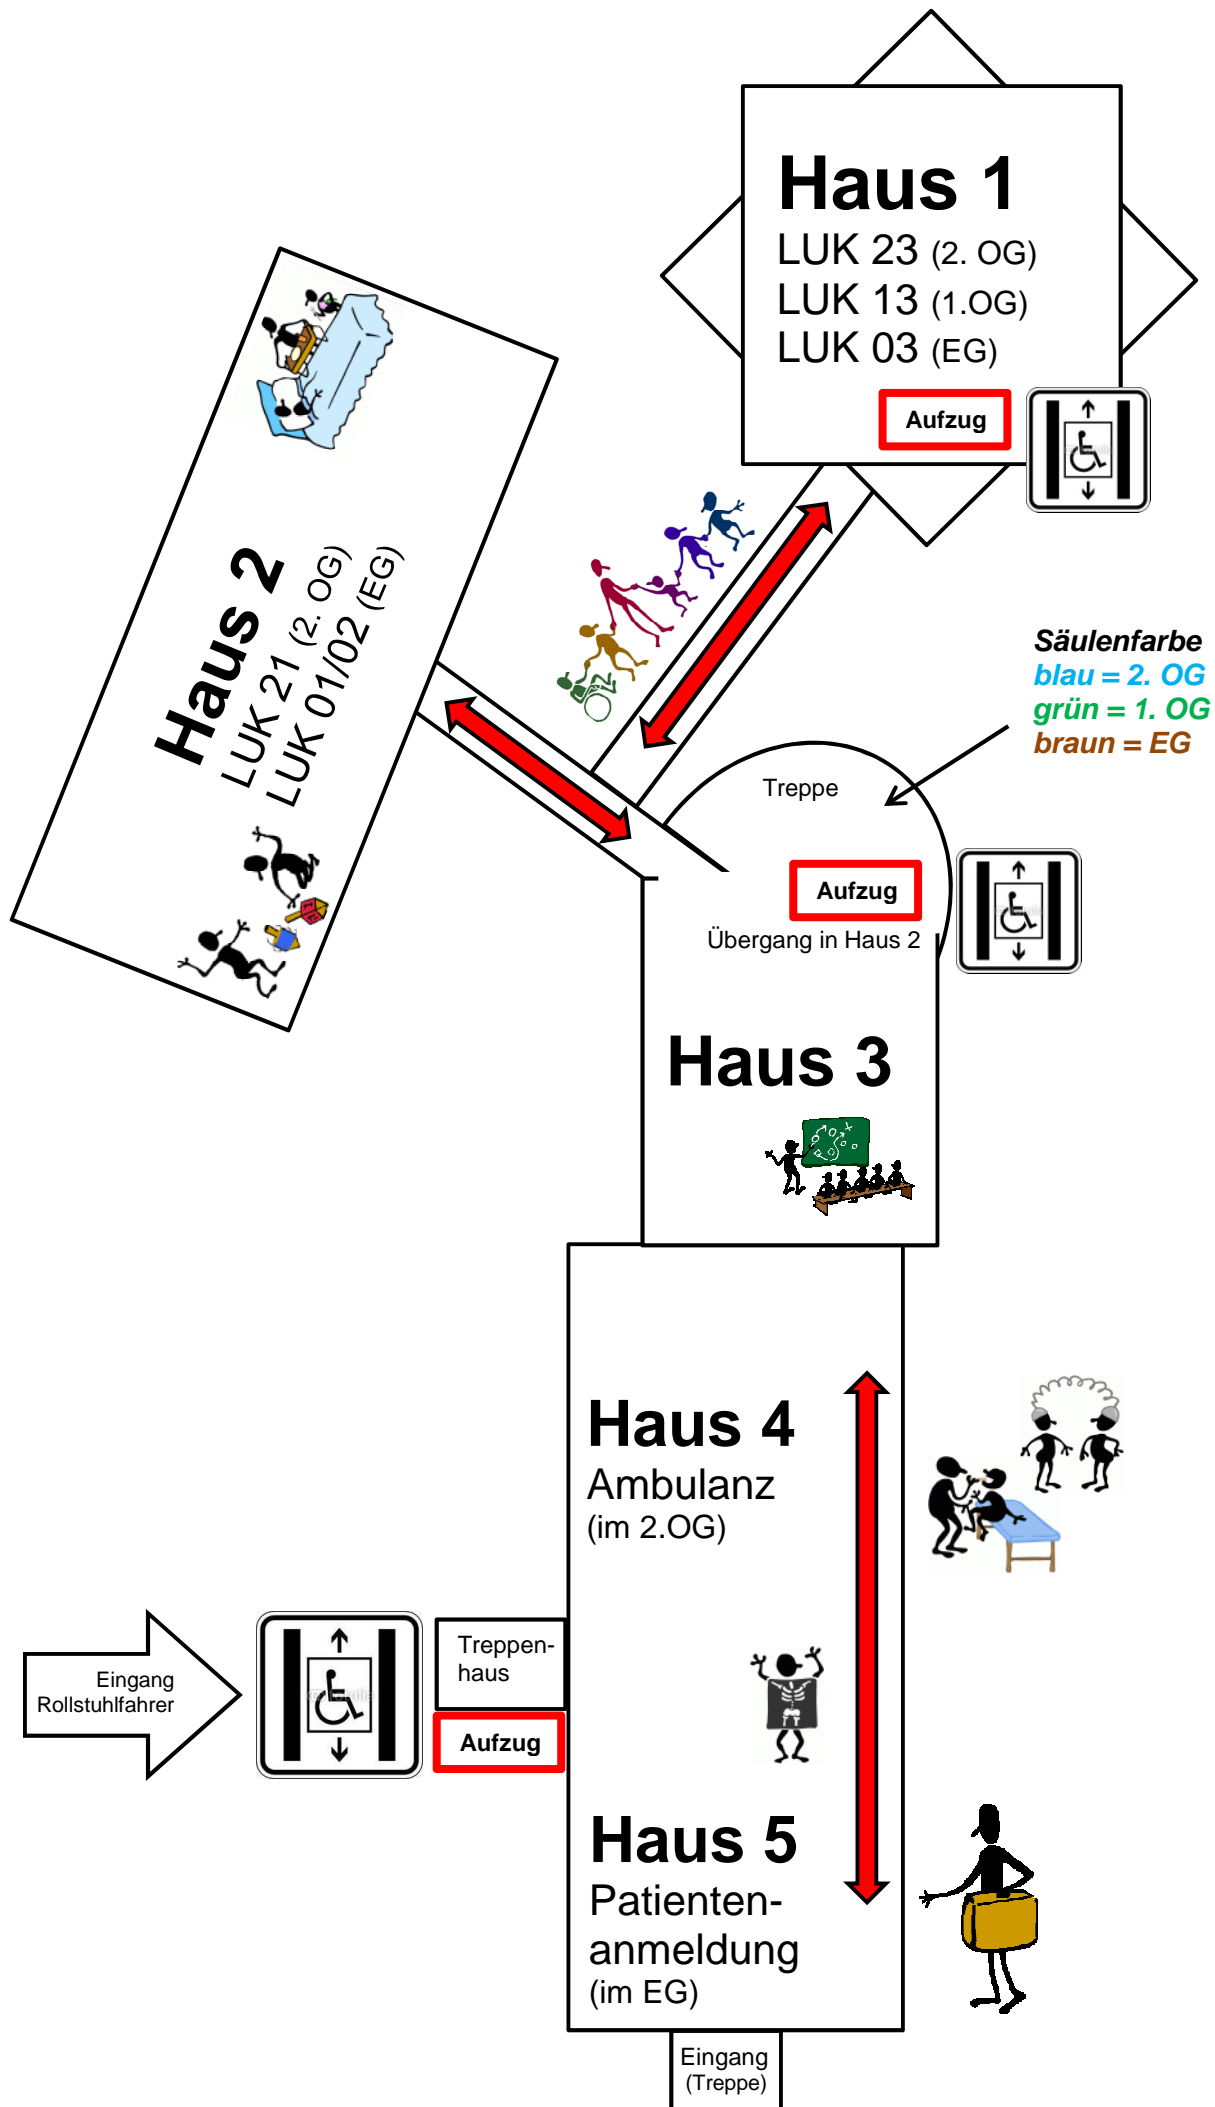 Haus 1
LUK 23 (2. OG)
LUK 13 (1.OG)
LUK 03 (EG)
Aufzug
Haus 2
LUK 21 (2. OG)
LUK 01/02 (EG)
Säulenfarbe
blau = 2. OG
grün = 1. OG
braun = EG
Treppe
Aufzug
Übergang in Haus 2
Haus 3
Haus 4
Ambulanz
(im 2.OG)
Eingang
Rollstuhlfahrer
Treppen-
haus
Aufzug
Haus 5
Patienten-
anmeldung
(im EG)
Eingang
(Treppe)